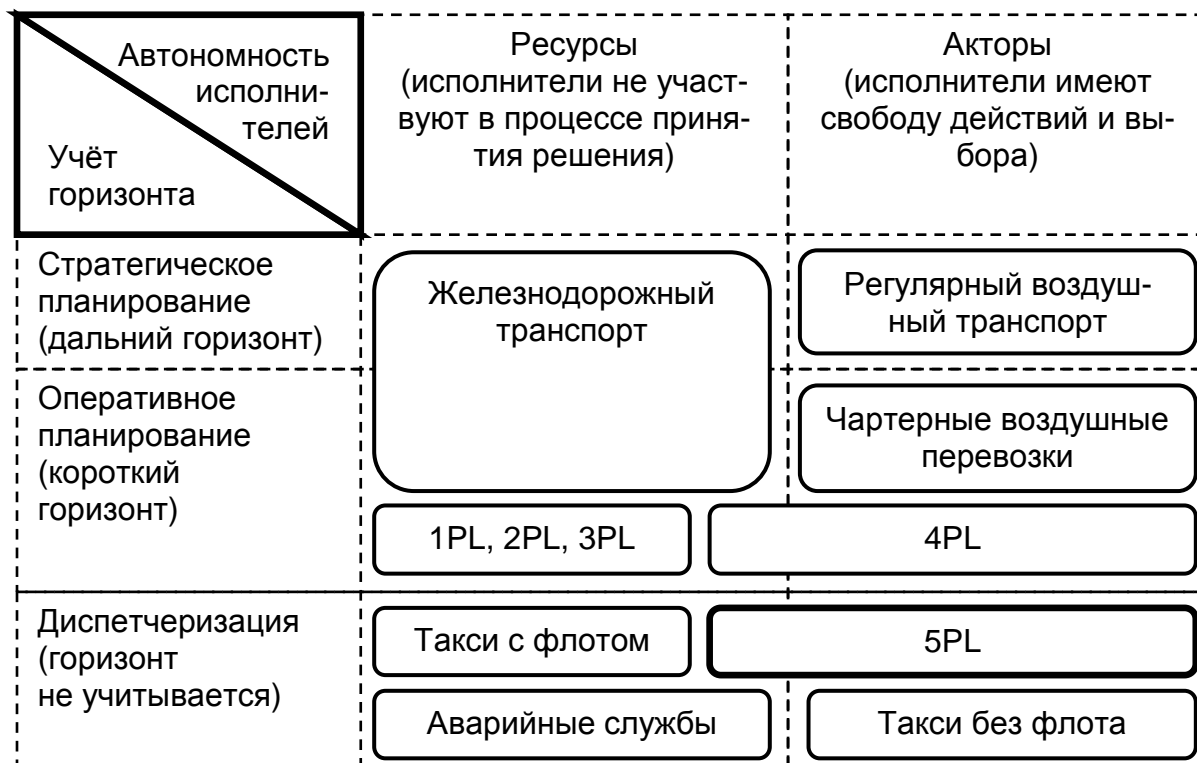 Автономность
исполни-
телей
Учёт
горизонта
Ресурсы
(исполнители не участ-
вуют в процессе приня-
тия решения)
Акторы
(исполнители имеют
свободу действий и вы-
бора)
Стратегическое
планирование
(дальний горизонт)
Железнодорожный
транспорт
Регулярный воздуш-
ный транспорт
Оперативное
планирование
(короткий
горизонт)
Чартерные воздушные
перевозки
1PL, 2PL, 3PL
4PL
Диспетчеризация
(горизонт
не учитывается)
Такси с флотом
5PL
Аварийные службы
Такси без флота